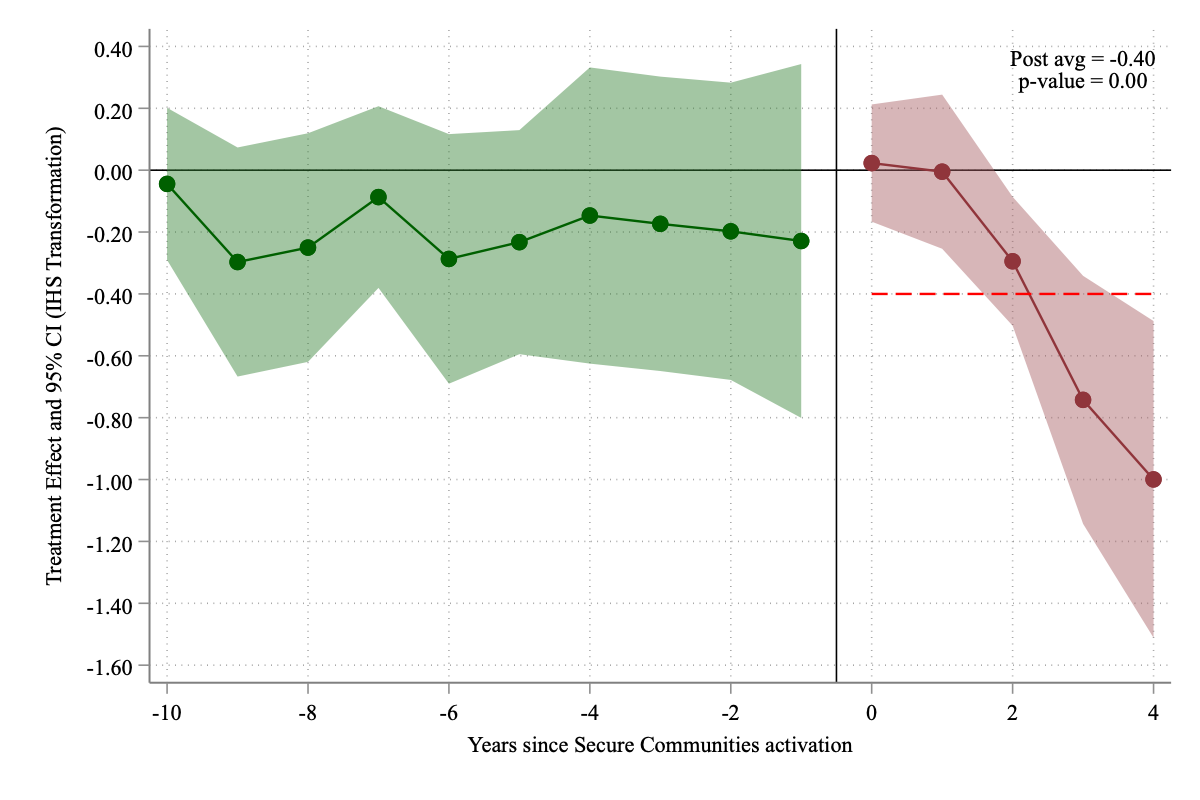 Post avg = -0.40
p-value = 0.00
Treatment Effect and 95% CI (IHS Transformation)
0.40
0.20
0.00
-0.20
-0.40
-0.60
-0.80
-1.00
-1.20
-1.40
-1.60
-10 -8 -6 -4 -2 0 2 4
Years since Secure Communities activation